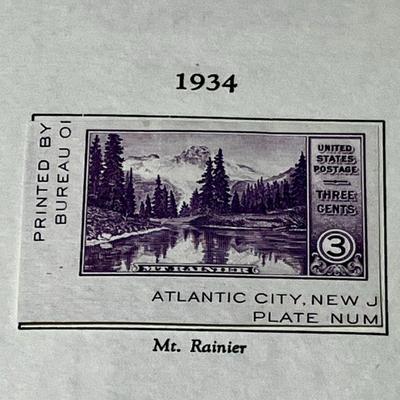 1934
PRINTED BY
BUREAU OF
UNITED
STATES
POSTAGE
THREE
CENTS
3
MT. RAINIER
ATLANTIC CITY, NEW J
PLATE NUM
Mt. Rainier